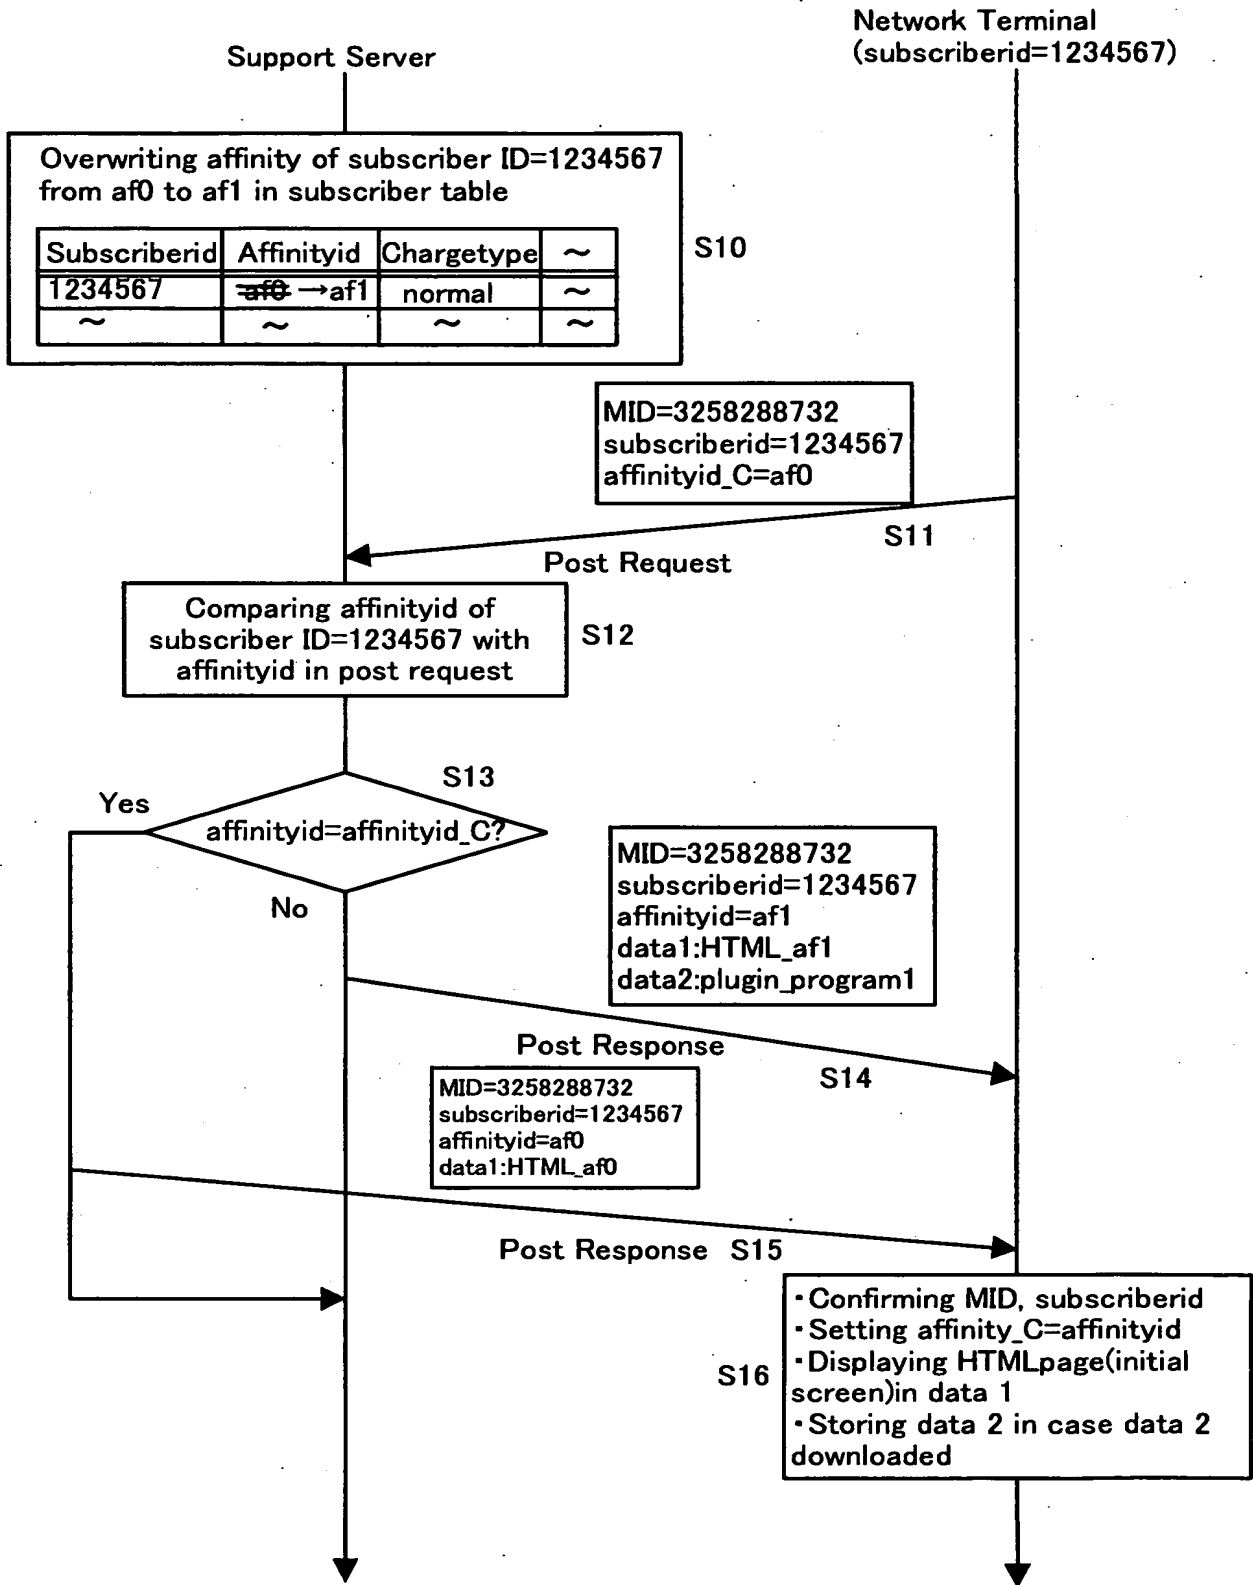 Network Terminal
(subscriberid=1234567)
Support Server
Overwriting affinity of subscriber ID=1234567
from af0 to af1 in subscriber table
Subscriberid Affinityid Chargetype ~
1234567 af0 →af1 normal ~
~ ~ ~ ~
S10
MID=3258288732
subscriberid=1234567
affinityid_C=af0
S11
Post Request
Comparing affinityid of
subscriber ID=1234567 with
affinityid in post request
S12
S13
Yes
affinityid=affinityid_C?
No
MID=3258288732
subscriberid=1234567
affinityid=af1
data1:HTML_af1
data2:plugin_program1
Post Response
S14
MID=3258288732
subscriberid=1234567
affinityid=af0
data1:HTML_af0
Post Response S15
S16
・Confirming MID, subscriberid
・Setting affinity_C=affinityid
・Displaying HTMLpage(initial
screen)in data 1
・Storing data 2 in case data 2
downloaded